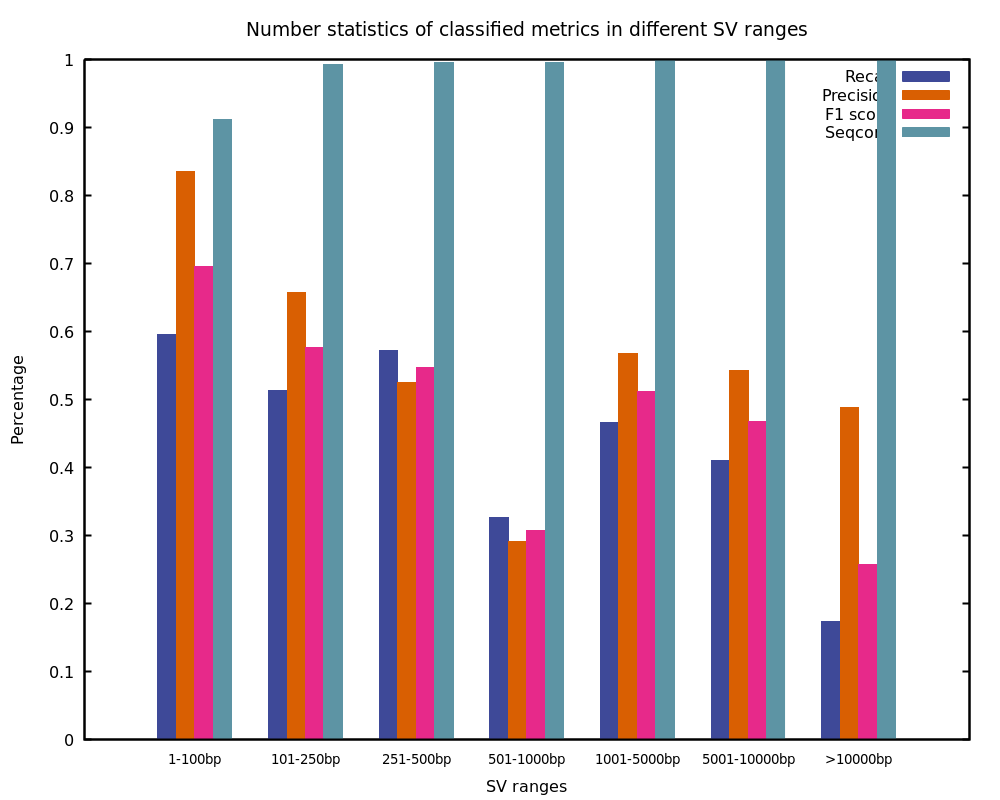 Number statistics of classified metrics in different SV ranges
1
0.9
0.8
0.7
0.6
0.5
0.4
0.3
0.2
0.1
0
Percentage
Reca
Precisio
F1 sco
Seqcon
1-100bp 101-250bp 251-500bp 501-1000bp 1001-5000bp 5001-10000bp >10000bp
SV ranges